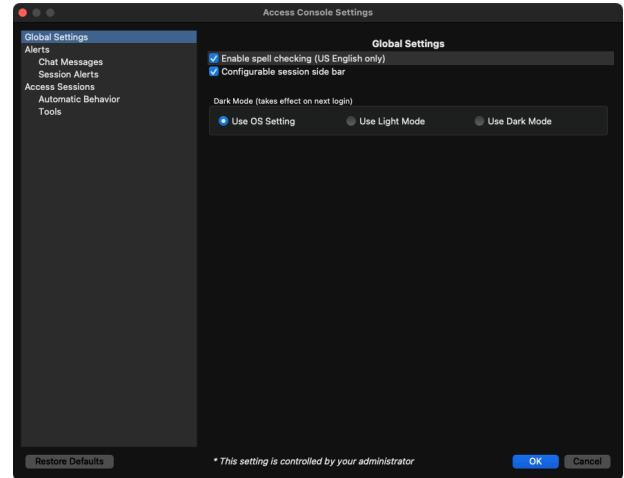 Access Console Settings
Global Settings
Alerts
Chat Messages
Session Alerts
Access Sessions
Automatic Behavior
Tools
Global Settings
Enable spell checking (US English only)
Configurable session side bar
Dark Mode (takes effect on next login)
Use OS Setting Use Light Mode Use Dark Mode
Restore Defaults * This setting is controlled by your administrator OK Cancel